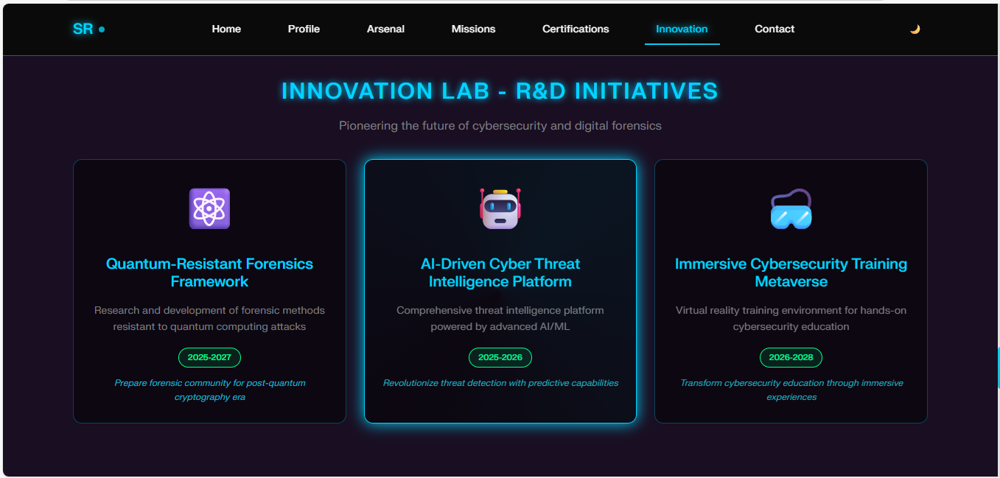 SR
Home Profile Arsenal Missions Certifications Innovation Contact
INNOVATION LAB - R&D INITIATIVES
Pioneering the future of cybersecurity and digital forensics
Quantum-Resistant Forensics
Framework
Research and development of forensic methods
resistant to quantum computing attacks
2025-2027
Prepare forensic community for post-quantum
cryptography era
AI-Driven Cyber Threat
Intelligence Platform
Comprehensive threat intelligence platform
powered by advanced AI/ML
2025-2026
Revolutionize threat detection with predictive capabilities
Immersive Cybersecurity Training
Metaverse
Virtual reality training environment for hands-on
cybersecurity education
2026-2028
Transform cybersecurity education through immersive
experiences